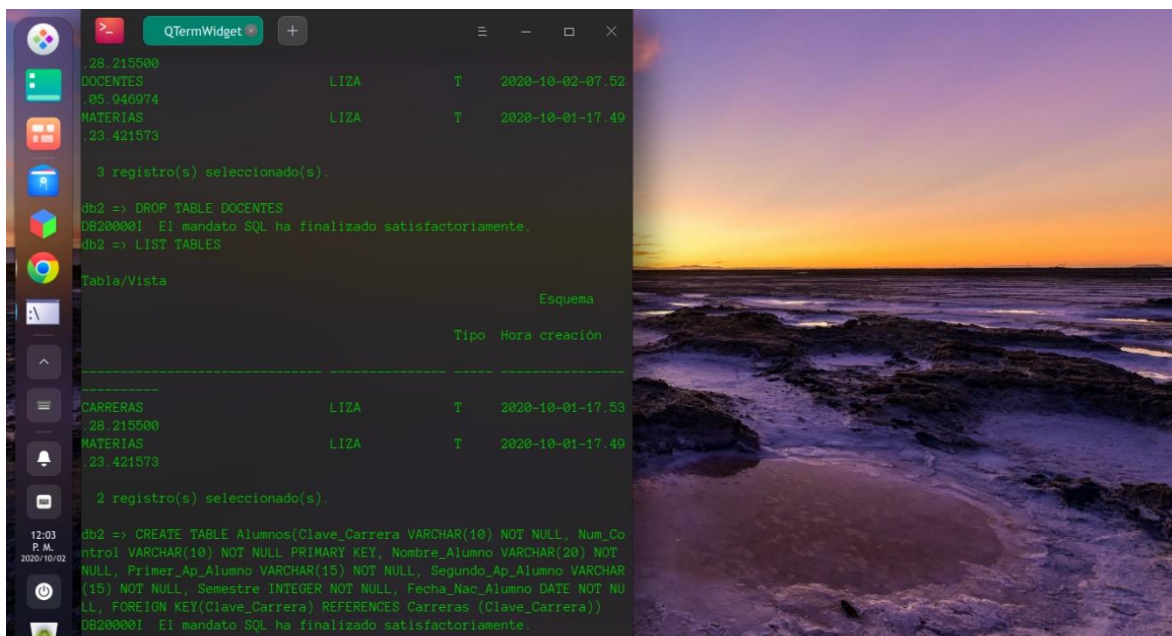 QTermWidget
.28.215500
DOCENTES LIZA T 2020-10-02-07.52
.05.946974
MATERIAS LIZA T 2020-10-01-17.49
.23.421573
3 registro(s) seleccionado(s).
db2 => DROP TABLE DOCENTES
DB20000I El mandato SQL ha finalizado satisfactoriamente.
db2 => LIST TABLES
Tabla/Vista
Esquema
Tipo Hora creación
------------------------------- --------------- ----- ----------------
----------
CARRERAS LIZA T 2020-10-01-17.53
.28.215500
MATERIAS LIZA T 2020-10-01-17.49
.23.421573
2 registro(s) seleccionado(s).
db2 => CREATE TABLE Alumnos(Clave_Carrera VARCHAR(10) NOT NULL, Num_Co
ntrol VARCHAR(10) NOT NULL PRIMARY KEY, Nombre_Alumno VARCHAR(20) NOT
NULL, Primer_Ap_Alumno VARCHAR(15) NOT NULL, Segundo_Ap_Alumno VARCHAR
(15) NOT NULL, Semestre INTEGER NOT NULL, Fecha_Nac_Alumno DATE NOT NU
LL, FOREIGN KEY(Clave_Carrera) REFERENCES Carreras (Clave_Carrera))
DB20000I El mandato SQL ha finalizado satisfactoriamente.
:\
12:03
P. M.
2020/10/02